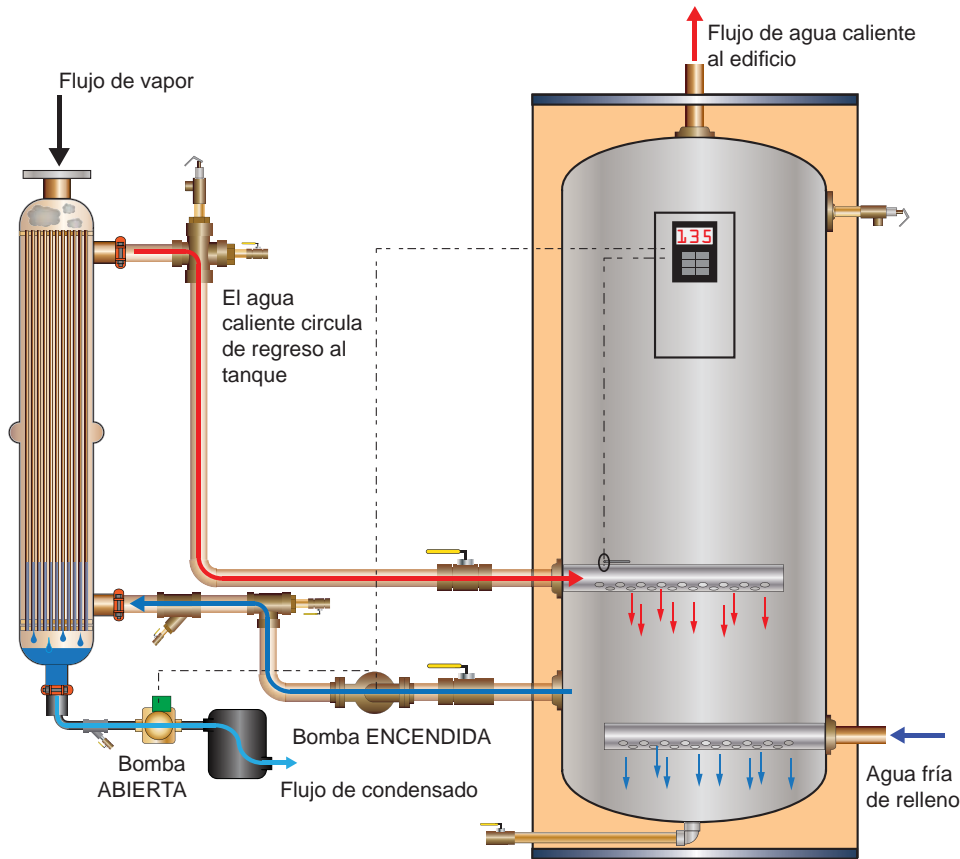 Flujo de agua caliente
al edificio
Flujo de vapor
135
El agua
caliente circula
de regreso al
tanque
Bomba ENCENDIDA
Bomba
ABIERTA
Flujo de condensado
Agua fría
de relleno